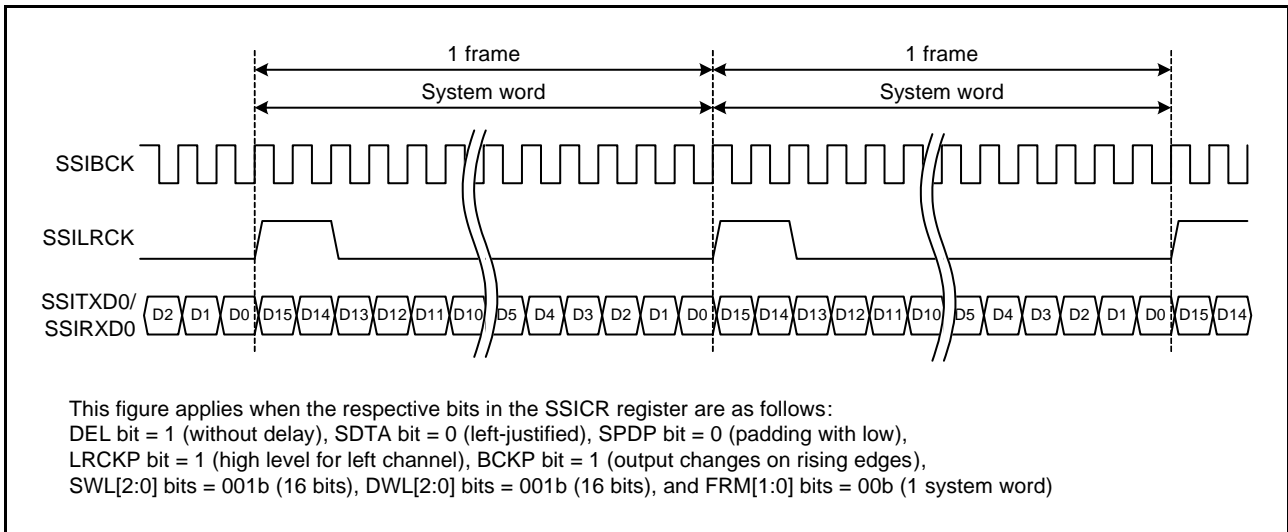 1 frame 1 frame
System word System word
SSIBCK
SSILRCK
SSITXD0/
SSIRXD0
D2 D1 D0 D15 D14 D13 D12 D11 D10 D5 D4 D3 D2 D1 D0 D15 D14 D13 D12 D11 D10 D5 D4 D3 D2 D1 D0 D15 D14
This figure applies when the respective bits in the SSICR register are as follows:
DEL bit = 1 (without delay), SDTA bit = 0 (left-justified), SPDP bit = 0 (padding with low),
LRCKP bit = 1 (high level for left channel), BCKP bit = 1 (output changes on rising edges),
SWL[2:0] bits = 001b (16 bits), DWL[2:0] bits = 001b (16 bits), and FRM[1:0] bits = 00b (1 system word)